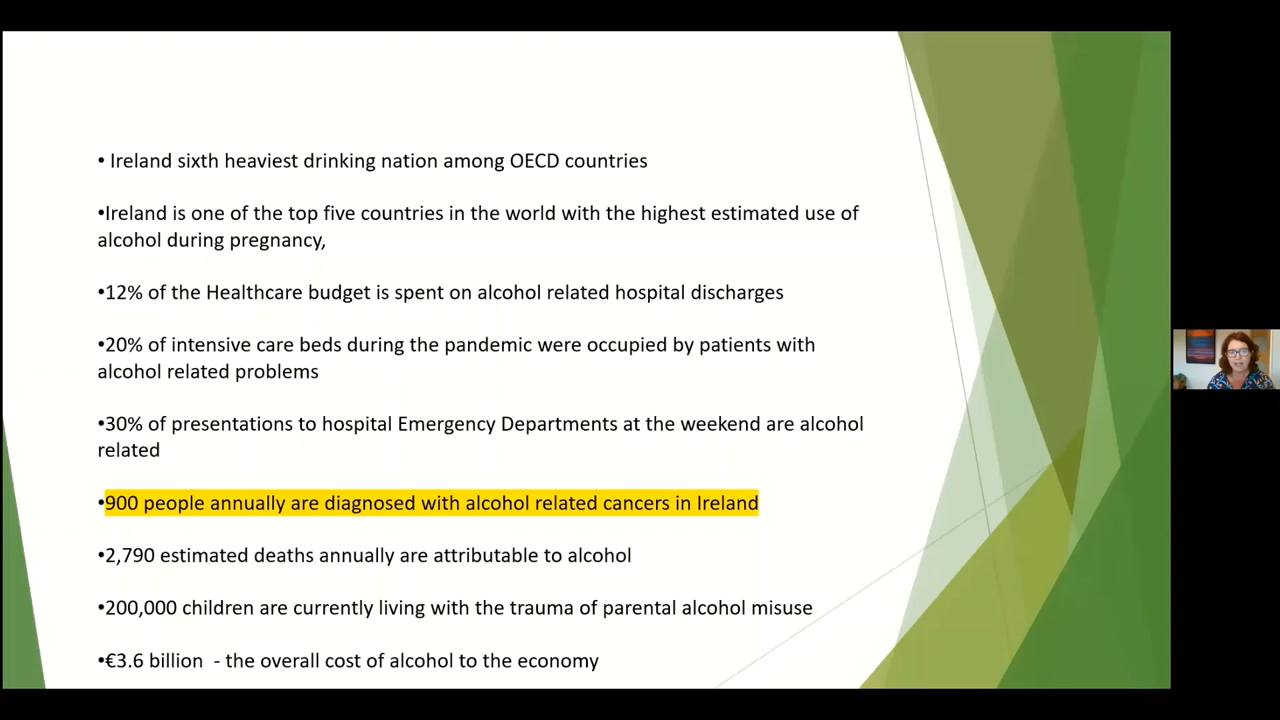 • Ireland sixth heaviest drinking nation among OECD countries
•Ireland is one of the top five countries in the world with the highest estimated use of
alcohol during pregnancy,
•12% of the Healthcare budget is spent on alcohol related hospital discharges
•20% of intensive care beds during the pandemic were occupied by patients with
alcohol related problems
•30% of presentations to hospital Emergency Departments at the weekend are alcohol
related
•900 people annually are diagnosed with alcohol related cancers in Ireland
•2,790 estimated deaths annually are attributable to alcohol
•200,000 children are currently living with the trauma of parental alcohol misuse
•€3.6 billion  - the overall cost of alcohol to the economy